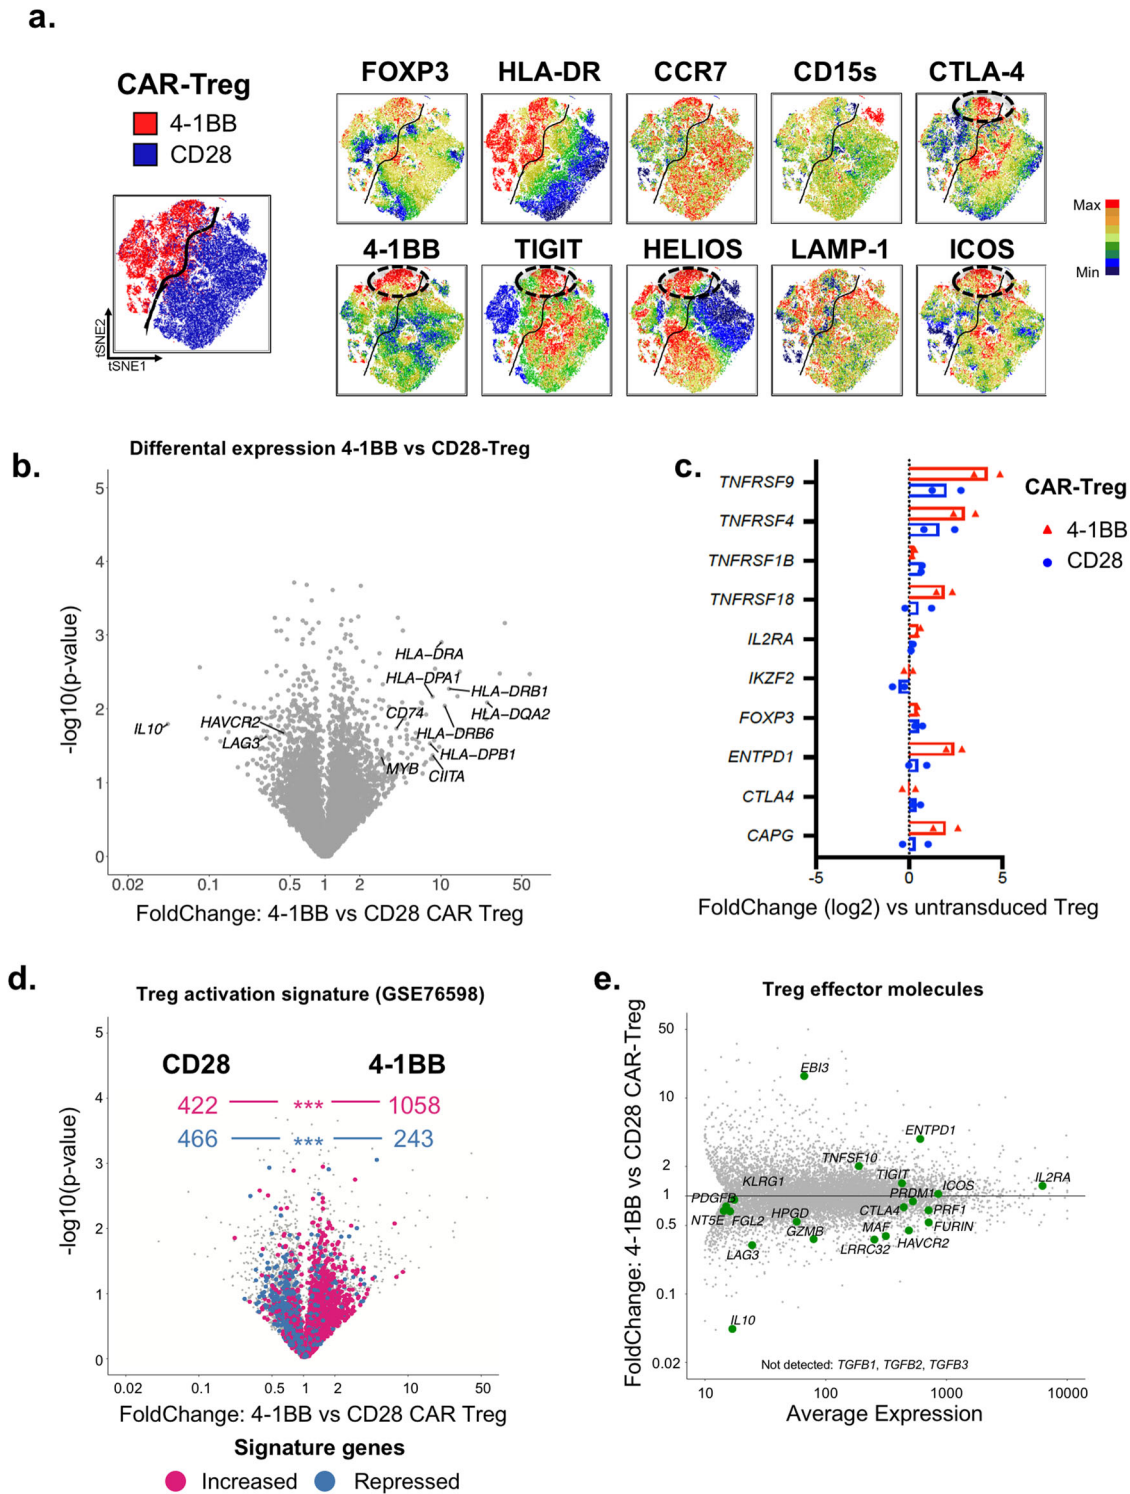 a.
CAR-Treg
4-1BB
CD28
tSNE2
tSNE1
FOXP3
HLA-DR
CCR7
CD15s
CTLA-4
4-1BB
TIGIT
HELIOS
LAMP-1
ICOS
Max
Min
b.
Differental expression 4-1BB vs CD28-Treg
-log10(p-value)
5
4
3
2
1
0
HLA-DRA
HLA-DPA1
HLA-DRB1
IL10
HAVCR2
CD74
HLA-DQA2
LAG3
HLA-DRB6
HLA-DPB1
MYB
CIITA
0.02 0.1 0.5 1 2 10 50
FoldChange: 4-1BB vs CD28 CAR Treg
c.
TNFRSF9
TNFRSF4
TNFRSF1B
TNFRSF18
IL2RA
IKZF2
FOXP3
ENTPD1
CTLA4
CAPG
-5 0 5
FoldChange (log2) vs untransduced Treg
CAR-Treg
4-1BB
CD28
d.
Treg activation signature (GSE76598)
-log10(p-value)
5
4
3
2
1
0
CD28 4-1BB
422 *** 1058
466 *** 243
0.02 0.1 0.5 1 2 10 50
FoldChange: 4-1BB vs CD28 CAR Treg
Signature genes
Increased Repressed
e.
Treg effector molecules
FoldChange: 4-1BB vs CD28 CAR-Treg
50
10
2
1
0.5
0.1
0.02
EBI3
ENTPD1
TNFSF10
TIGIT
KLRG1
IL2RA
PDGFB
PRDM1
ICOS
NT5E
FGL2
HPGD
CTLA4
PRF1
GZMB
MAF
FURIN
LAG3
LRRC32
HAVCR2
IL10
Not detected: TGFB1, TGFB2, TGFB3
10 100 1000 10000
Average Expression